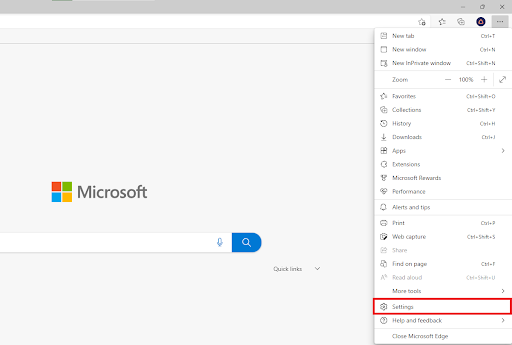 New tab Ctrl+T
New window Ctrl+N
New InPrivate window Ctrl+Shift+N
Zoom — 100% +
Favorites Ctrl+Shift+O
Collections Ctrl+Shift+Y
History Ctrl+H
Downloads Ctrl+J
Apps
Extensions
Microsoft Rewards
Performance
Alerts and tips
Print Ctrl+P
Web capture Ctrl+Shift+S
Share
Find on page Ctrl+F
Read aloud Ctrl+Shift+U
More tools
Settings
Help and feedback
Close Microsoft Edge
Microsoft
Quick links